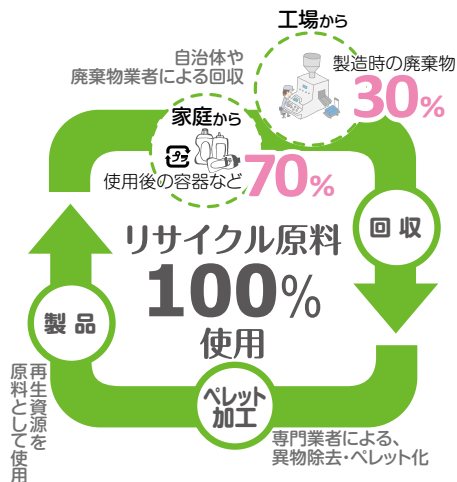 工場から
製造時の廃棄物
30%
自治体や
廃棄物業者による回収
家庭から
プラ
使用後の容器など
70%
回収
リサイクル原料
100%
使用
製品
再生資源を
原料として使用
ペレット
加工
専門業者による、
異物除去・ペレット化